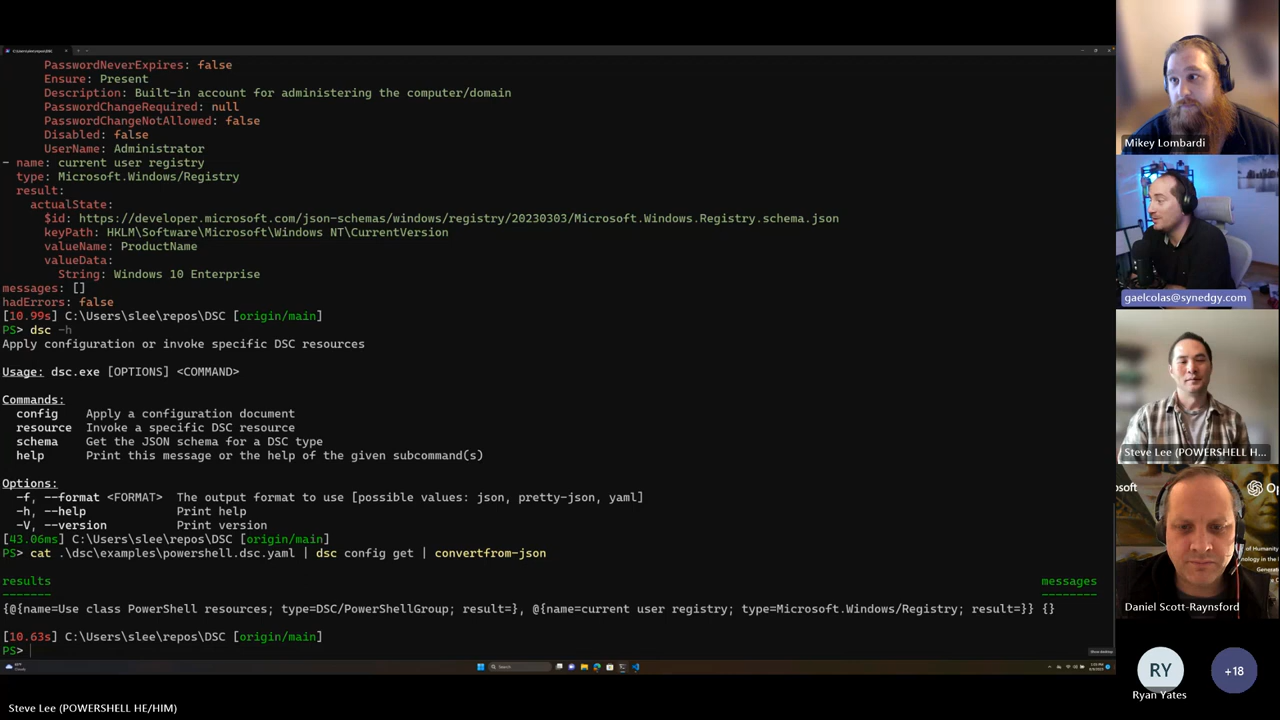 PasswordNeverExpires: false
Ensure: Present
Description: Built-in account for administering the computer/domain
PasswordChangeRequired: null
PasswordChangeNotAllowed: false
Disabled: false
UserName: Administrator
- name: current user registry
type: Microsoft.Windows/Registry
result:
actualState:
$id: https://developer.microsoft.com/json-schemas/windows/registry/20230303/Microsoft.Windows.Registry.schema.json
keyPath: HKLM\Software\Microsoft\Windows NT\CurrentVersion
valueName: ProductName
valueData:
String: Windows 10 Enterprise
messages: []
hadErrors: false
[10.99s] C:\Users\slee\repos\DSC [origin/main]
PS> dsc -h
Apply configuration or invoke specific DSC resources
Usage: dsc.exe [OPTIONS] <COMMAND>
Commands:
config Apply a configuration document
resource Invoke a specific DSC resource
schema Get the JSON schema for a DSC type
help Print this message or the help of the given subcommand(s)
Options:
-f, --format <FORMAT> The output format to use [possible values: json, pretty-json, yaml]
-h, --help Print help
-V, --version Print version
[43.06ms] C:\Users\slee\repos\DSC [origin/main]
PS> cat .\dsc\examples\powershell.dsc.yaml | dsc config get | convertfrom-json
results messages
------- --------
{@{name=Use class PowerShell resources; type=DSC/PowerShellGroup; result=}, @{name=current user registry; type=Microsoft.Windows/Registry; result=}} {}
[10.63s] C:\Users\slee\repos\DSC [origin/main]
PS>
Search
Show desktop
Mikey Lombardi
gaelcolas@synedgy.com
Steve Lee (POWERSHELL H...
osoft
Daniel Scott-Raynsford
RY
Ryan Yates
+18
Steve Lee (POWERSHELL HE/HIM)